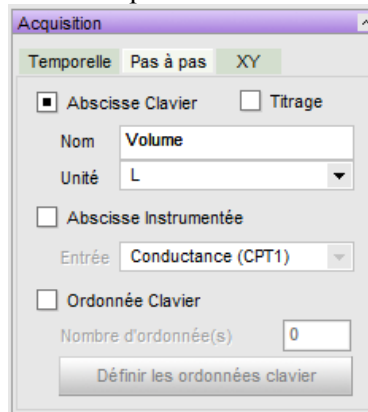 Acquisition
Temporelle Pas à pas XY
Abscisse Clavier Titrage
Nom Volume
Unité L
Abscisse Instrumentée
Entrée Conductance (CPT1)
Ordonnée Clavier
Nombre d'ordonnée(s) 0
Définir les ordonnées clavier